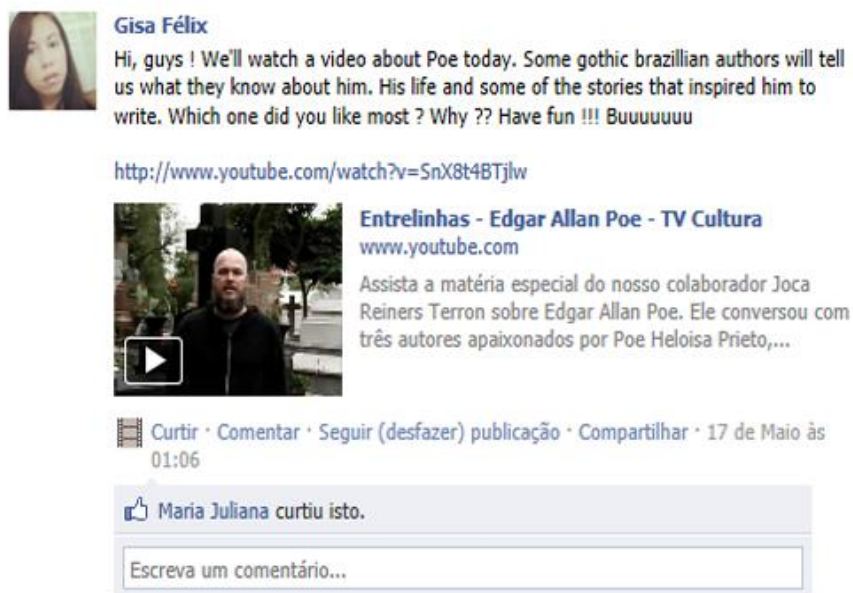 Gisa Félix
Hi, guys ! We'll watch a video about Poe today. Some gothic brazillian authors will tell
us what they know about him. His life and some of the stories that inspired him to
write. Which one did you like most ? Why ?? Have fun !!! Buuuuuuu
http://www.youtube.com/watch?v=SnX8t4BTjlw
Entrelinhas - Edgar Allan Poe - TV Cultura
www.youtube.com
Assista a matéria especial do nosso colaborador Joca
Reiners Terron sobre Edgar Allan Poe. Ele conversou com
três autores apaixonados por Poe Heloisa Prieto,...
Curtir · Comentar · Seguir (desfazer) publicação · Compartilhar · 17 de Maio às
01:06
Maria Juliana curtiu isto.
Escreva um comentário...